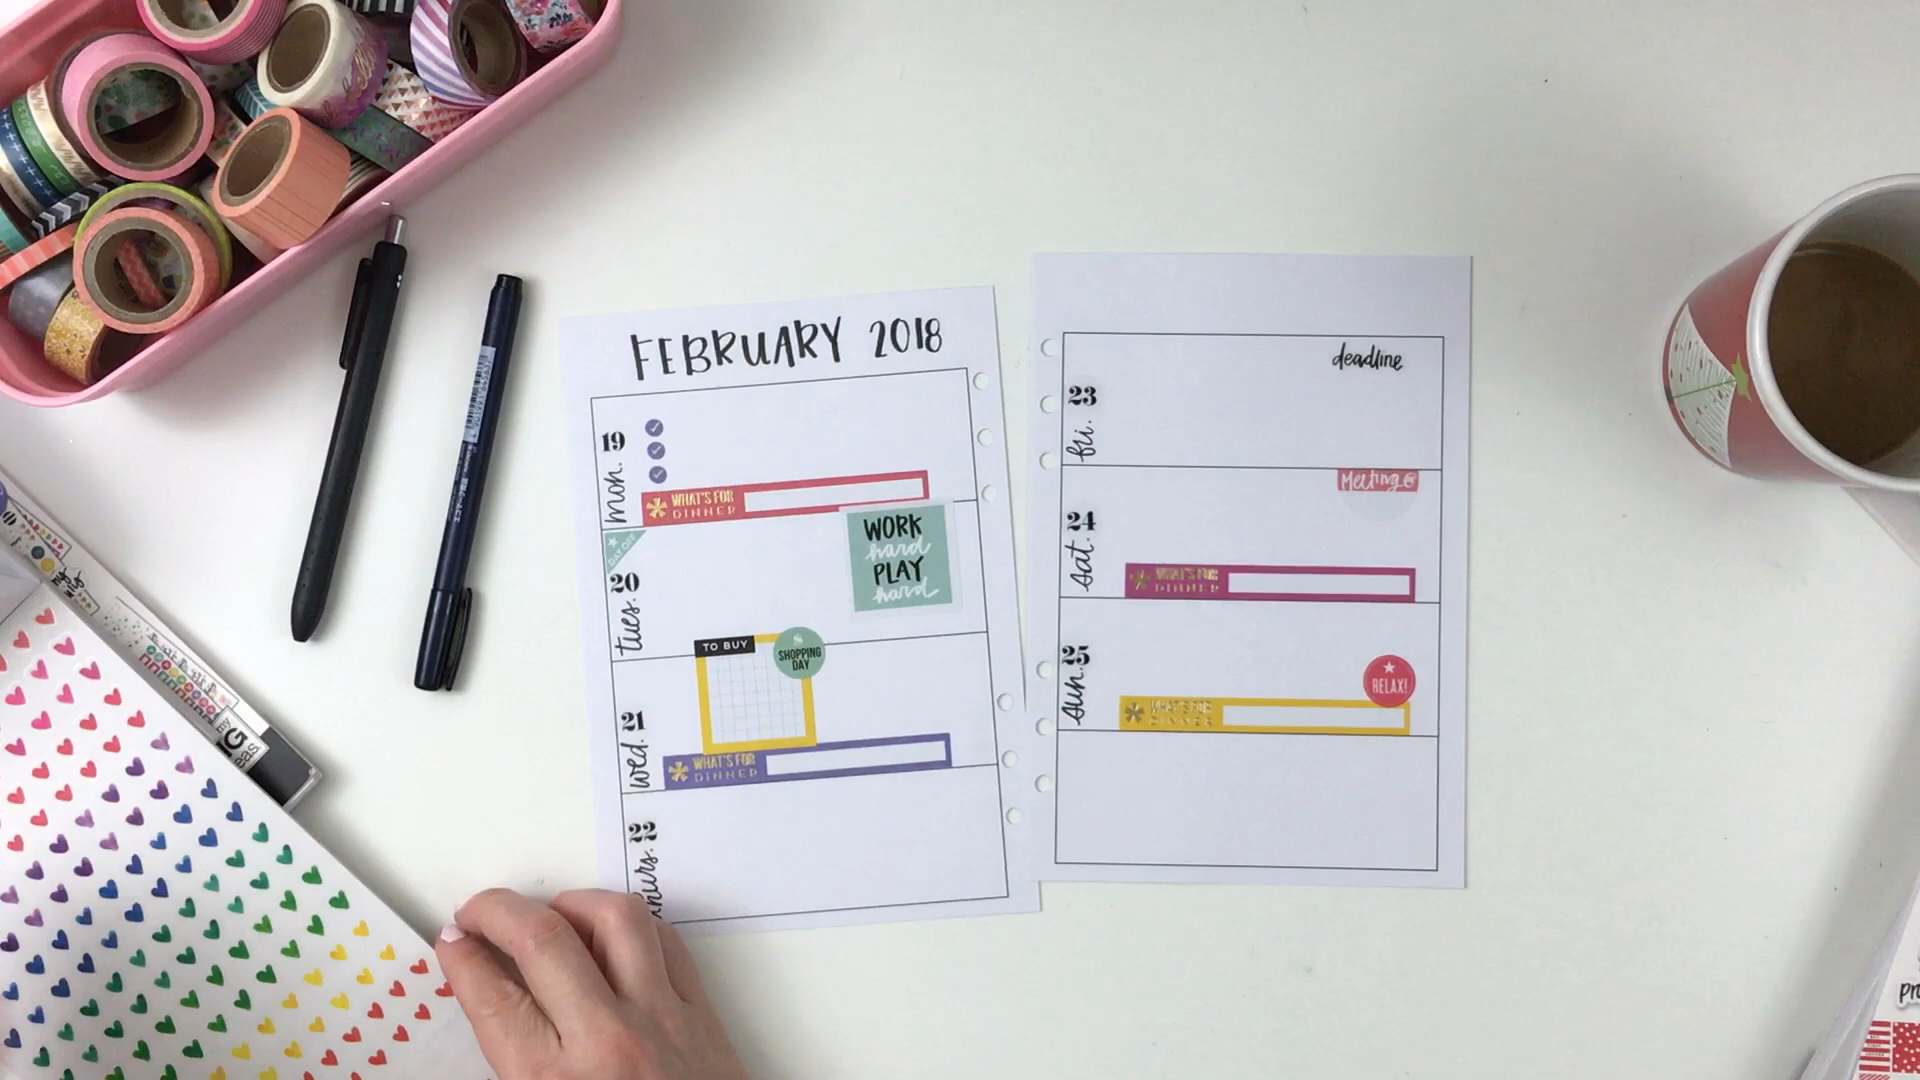 FEBRUARY 2018
19
mon.
WHAT'S FOR
DINNER
DAY OFF
20
tues.
WORK
hard
PLAY
hard
TO BUY
SHOPPING
DAY
21
wed.
WHAT'S FOR
DINNER
22
thurs.
deadline
23
fri.
Meeting
24
sat.
WHAT'S FOR
DINNER
25
sun.
RELAX!
WHAT'S FOR
DINNER